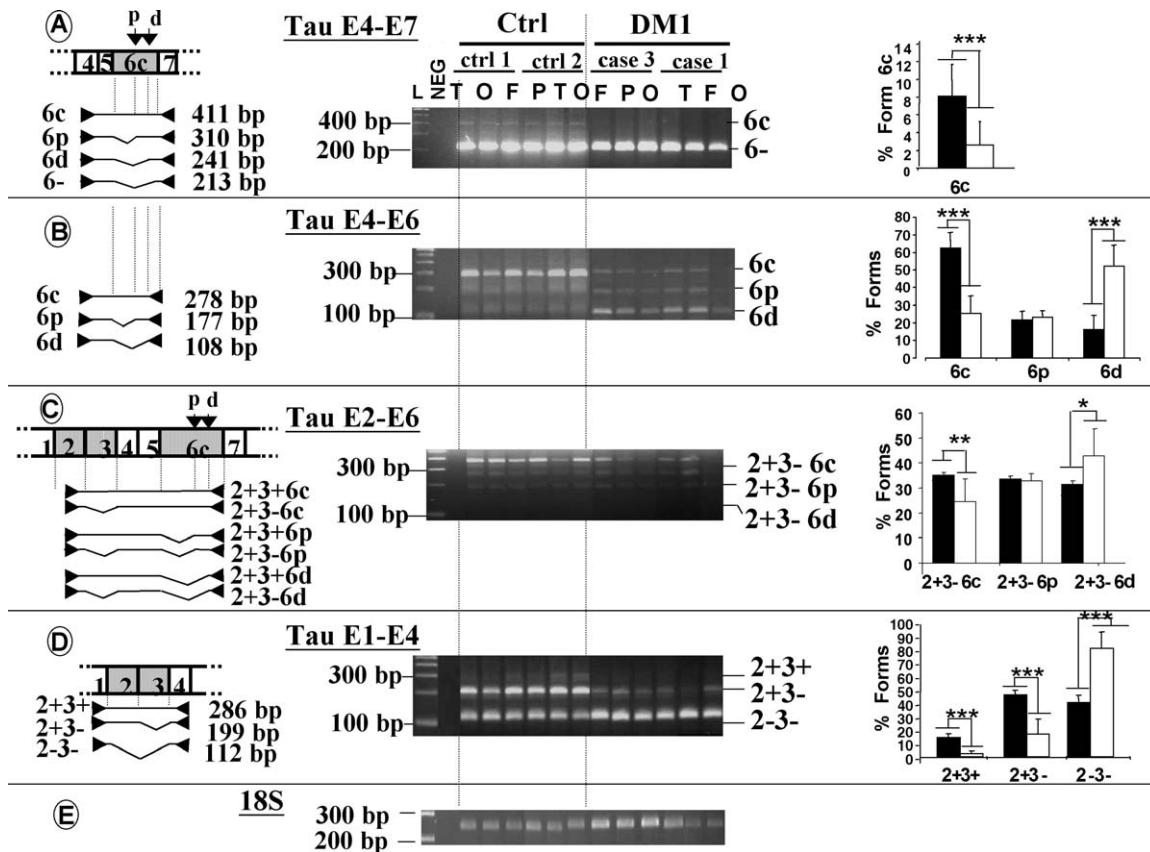 A
p d
4 5 6c 7
6c 411 bp
6p 310 bp
6d 241 bp
6- 213 bp
Tau E4-E7
Ctrl DM1
ctrl 1 ctrl 2 case 3 case 1
L NEG T O F P T O F P O T F O
400 bp
200 bp
6c
6-
% Form 6c
14
12
10
8
6
4
2
0
***
6c
B
6c 278 bp
6p 177 bp
6d 108 bp
Tau E4-E6
300 bp
100 bp
6c
6p
6d
% Forms
80
70
60
50
40
30
20
10
0
*** ***
6c 6p 6d
C
p d
1 2 3 4 5 6c 7
2+3+6c
2+3-6c
2+3+6p
2+3-6p
2+3+6d
2+3-6d
Tau E2-E6
300 bp
100 bp
2+3- 6c
2+3- 6p
2+3- 6d
% Forms
60
50
40
30
20
10
0
** *
2+3- 6c 2+3- 6p 2+3- 6d
D
1 2 3 4
2+3+ 286 bp
2+3- 199 bp
2-3- 112 bp
Tau E1-E4
300 bp
100 bp
2+3+
2+3-
2-3-
% Forms
100
90
80
70
60
50
40
30
20
10
0
*** *** ***
2+3+ 2+3- 2-3-
E
18S
300 bp
200 bp